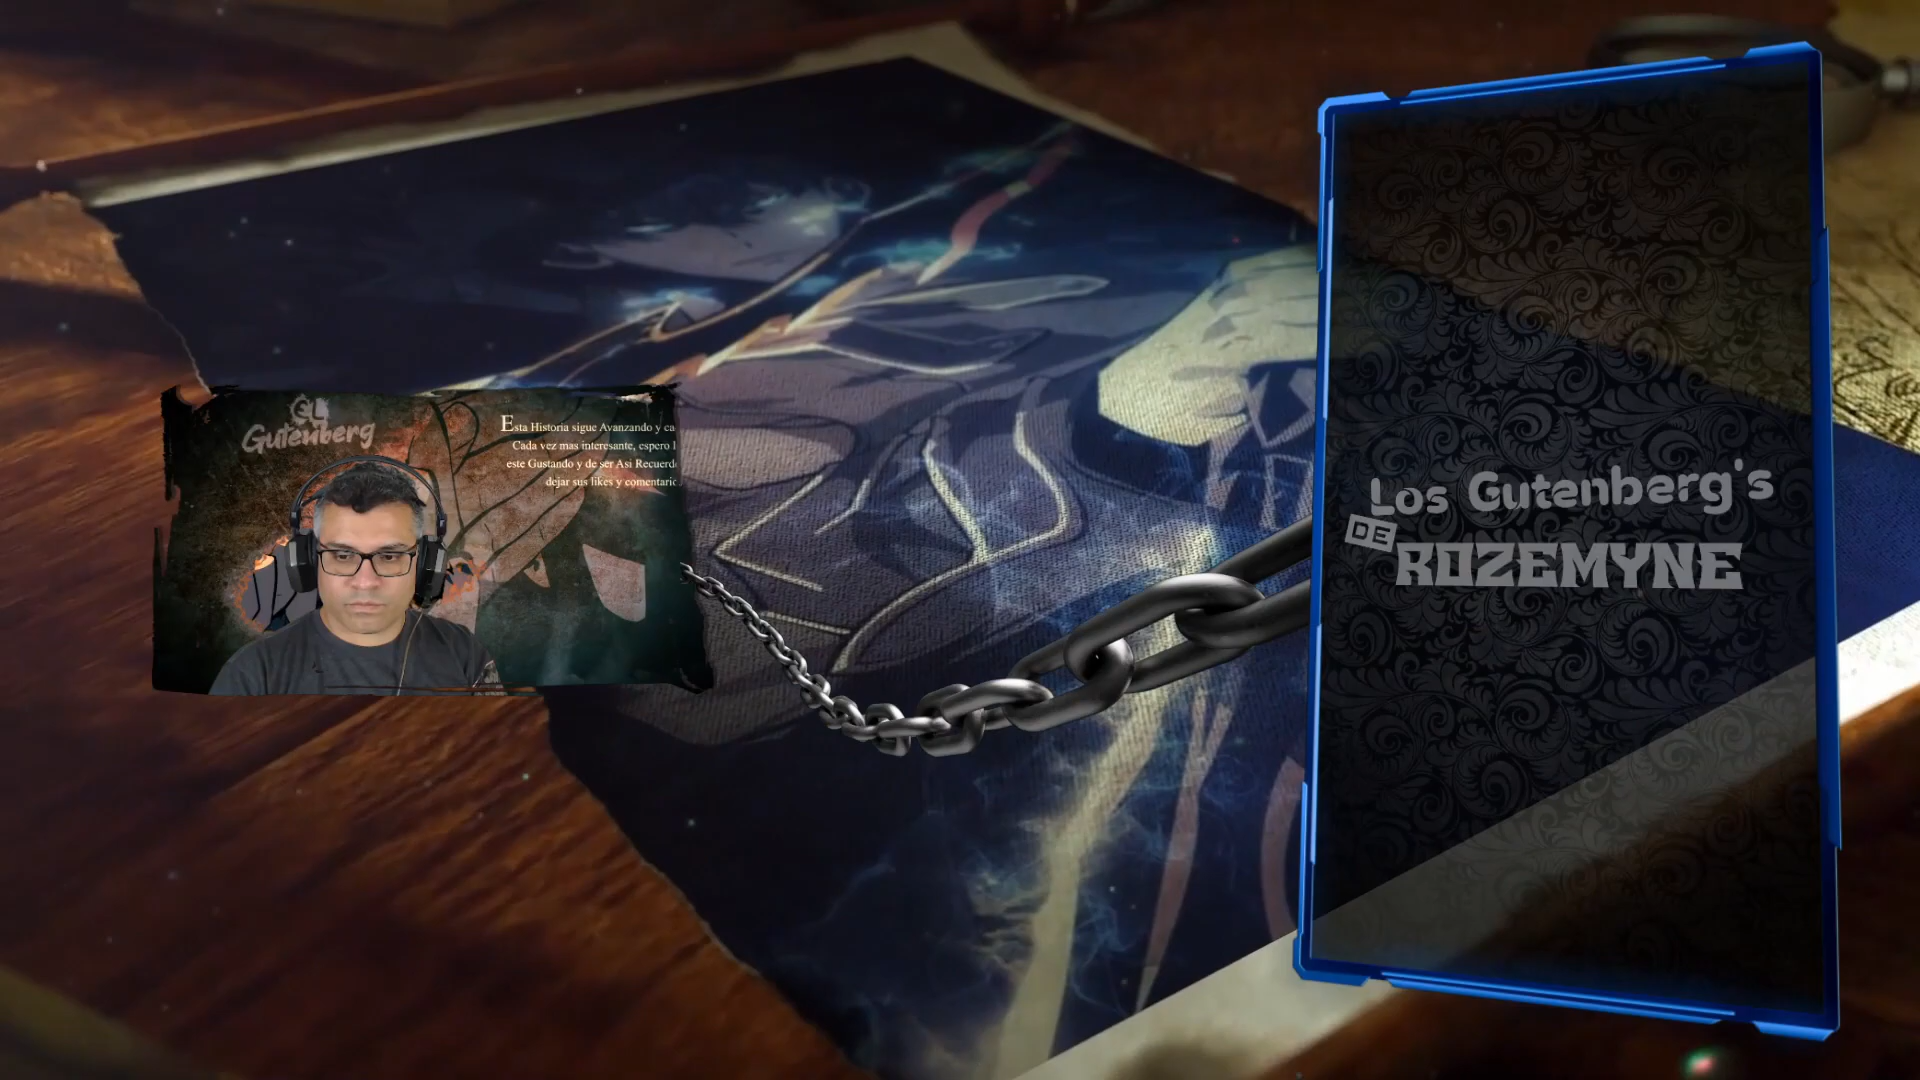 EL
Gutenberg
Esta Historia sigue Avanzando y ca
Cada vez mas interesante, espero l
este Gustando y de ser Asi Recuerd
dejar sus likes y comentario
Los Gutenberg's
DE
ROZEMYNE